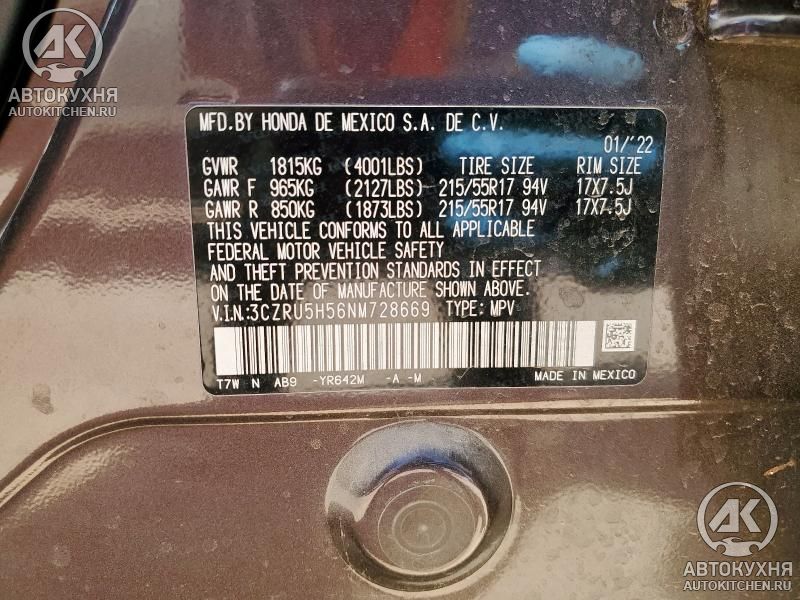 AK
АВТОКУХНЯ
AUTOKITCHEN.RU
MFD.BY HONDA DE MEXICO S.A. DE C.V.
01/'22
GVWR 1815KG (4001LBS) TIRE SIZE RIM SIZE
GAWR F 965KG (2127LBS) 215/55R17 94V 17X7.5J
GAWR R 850KG (1873LBS) 215/55R17 94V 17X7.5J
THIS VEHICLE CONFORMS TO ALL APPLICABLE
FEDERAL MOTOR VEHICLE SAFETY
AND THEFT PREVENTION STANDARDS IN EFFECT
ON THE DATE OF MANUFACTURE SHOWN ABOVE.
V.I.N:3CZRU5H56NM728669 TYPE: MPV
T7W N AB9 -YR642M -A -M MADE IN MEXICO
AK
АВТОКУХНЯ
AUTOKITCHEN.RU